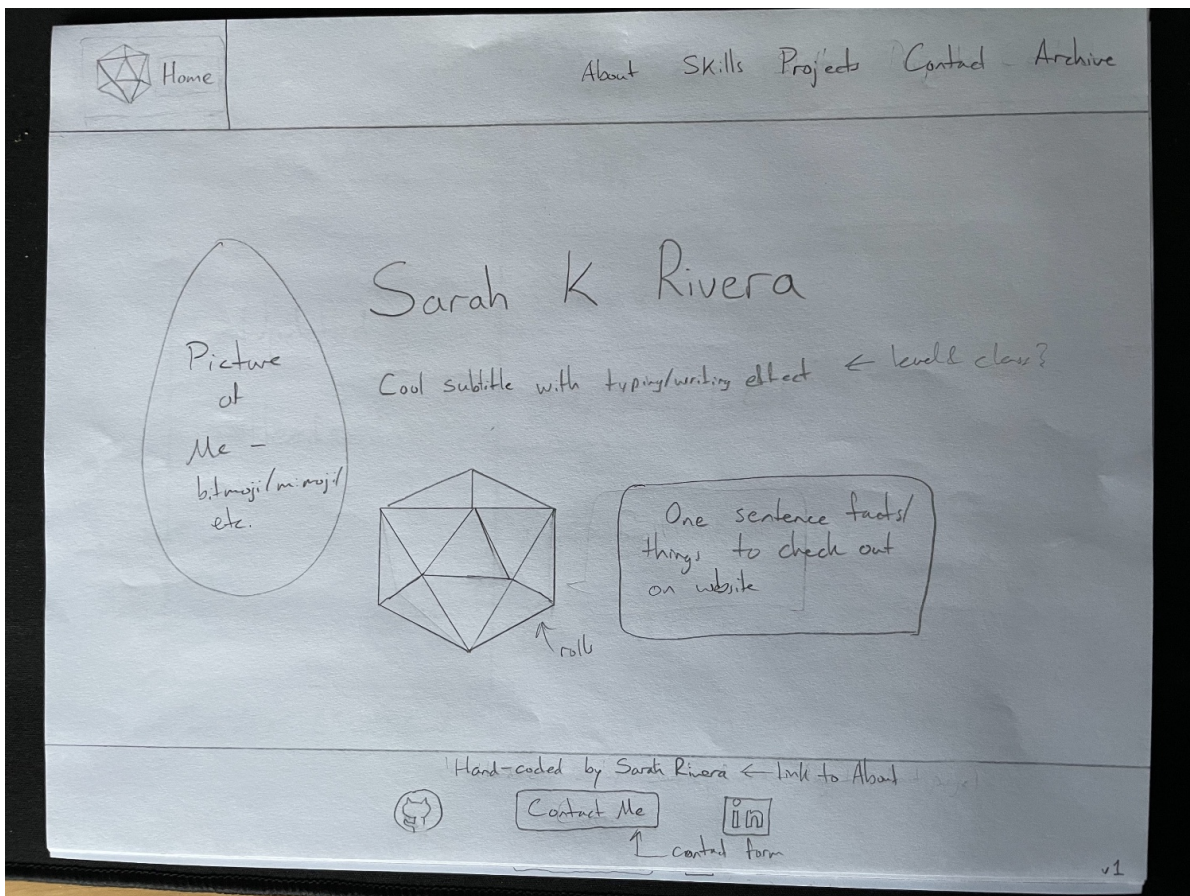 Home
About Skills Projects Contact Archive
Sarah K Rivera
Picture
of
Me -
bitmoji/mimoji/
etc.
Cool subtitle with typing/writing effect ← level & class?
One sentence facts/
things to check out
on website
rolls
Hand-coded by Sarah Rivera ← link to About
Contact Me
in
contact form
v1